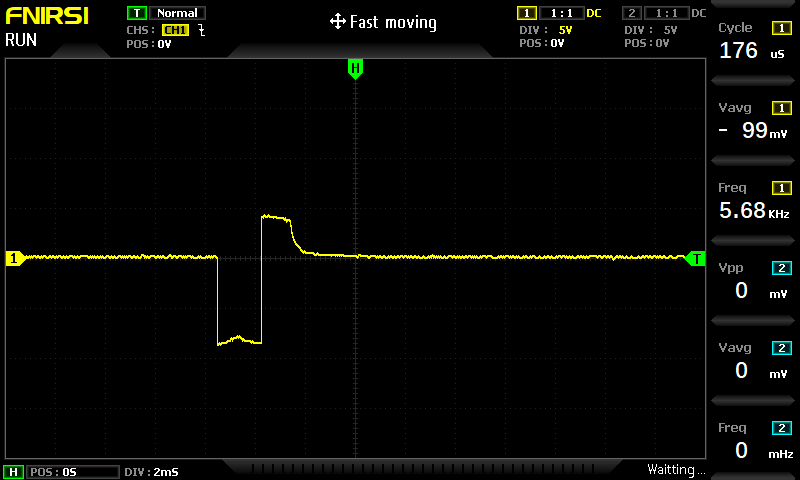 FNIRSI
RUN
T Normal
CHS: CH1
POS: 0V
Fast moving
1 1:1 DC
DIV: 5V
POS: 0V
2 1:1 DC
DIV: 5V
POS: 0V
H
1
T
Cycle 1
176 uS
Vavg 1
- 99 mV
Freq 1
5.68 KHz
Vpp 2
0 mV
Vavg 2
0 mV
Freq 2
0 mHz
H POS: 0S DIV: 2mS
Waitting...